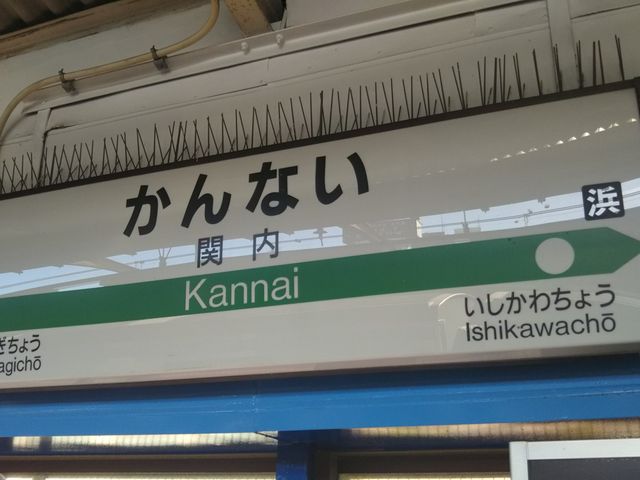 かんない
浜
関内
Kannai
ぎちょう
agichō
いしかわちょう
Ishikawachō